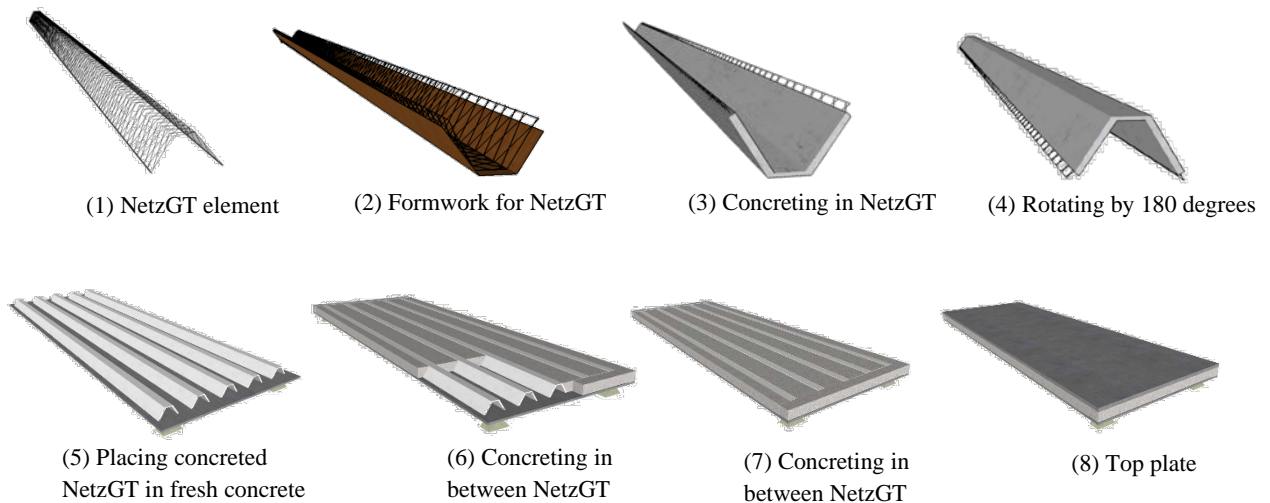 (1) NetzGT element
(2) Formwork for NetzGT
(3) Concreting in NetzGT
(4) Rotating by 180 degrees
(5) Placing concreted
NetzGT in fresh concrete
(6) Concreting in
between NetzGT
(7) Concreting in
between NetzGT
(8) Top plate